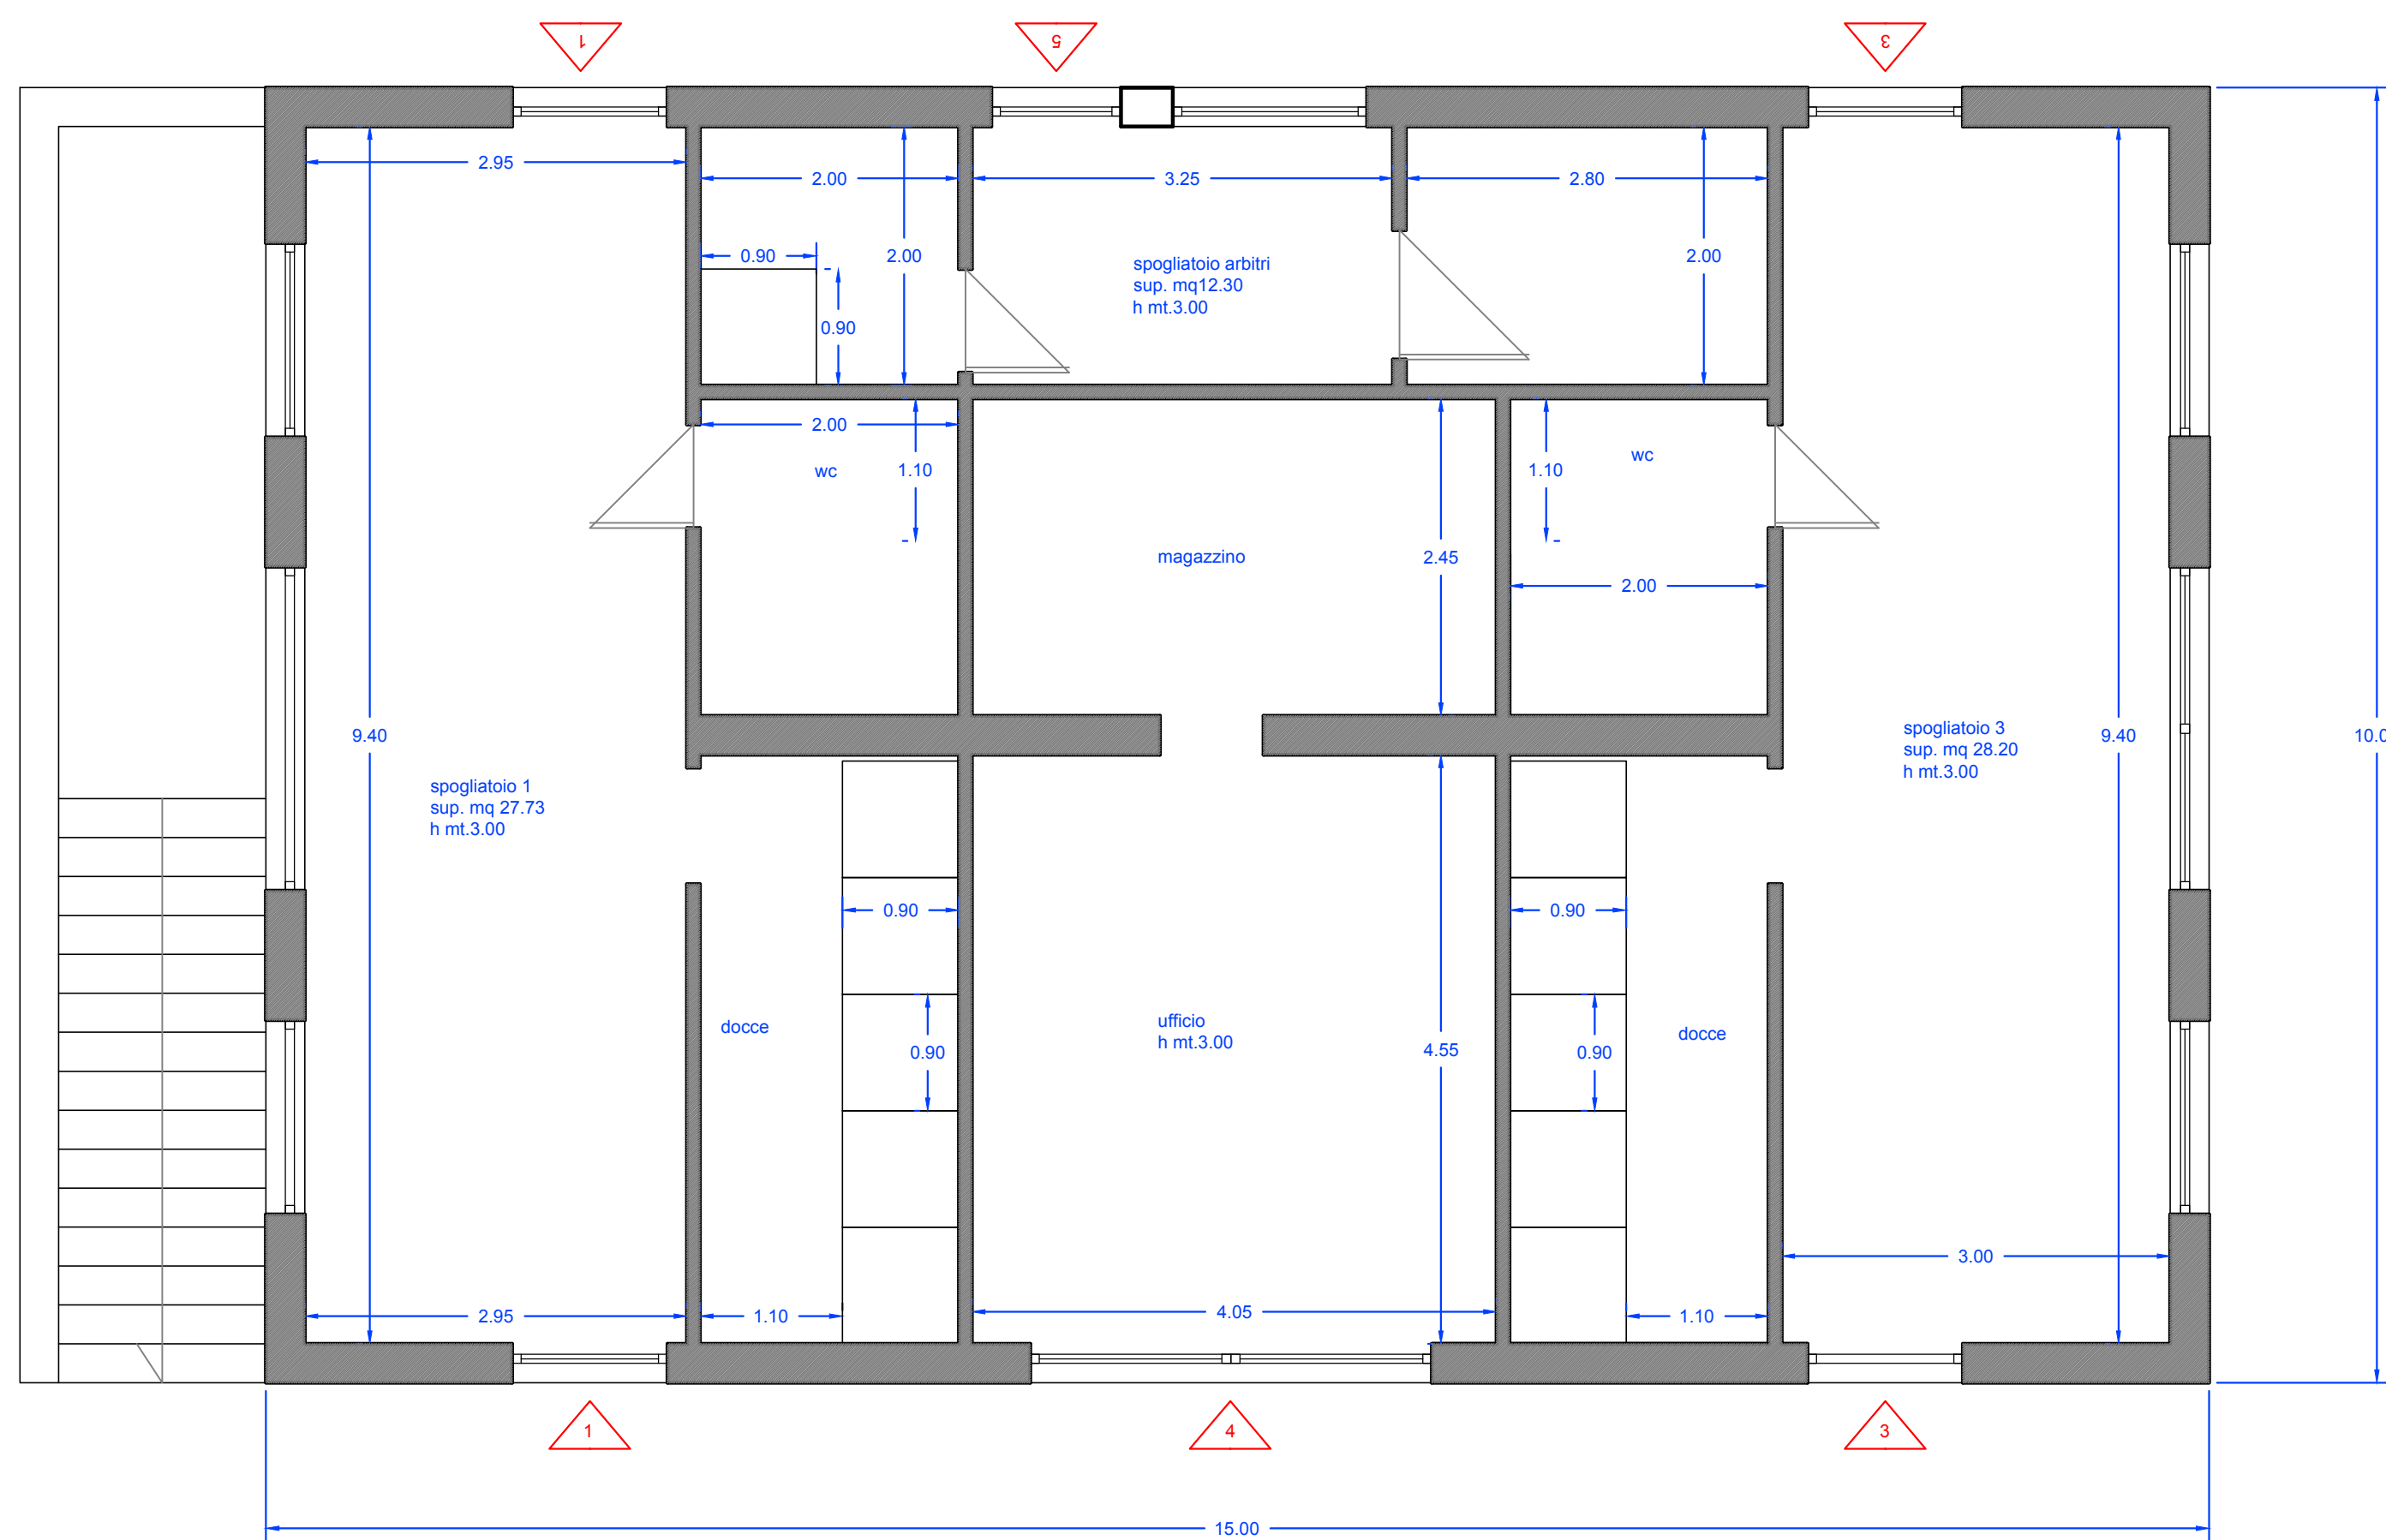 1
5
3
2.95
2.00
3.25
2.80
0.90
2.00
2.00
0.90
spogliatoio arbitri
sup. mq12.30
h mt.3.00
2.00
wc
1.10
1.10
wc
magazzino
2.45
2.00
9.40
9.40
10.0
spogliatoio 3
sup. mq 28.20
h mt.3.00
spogliatoio 1
sup. mq 27.73
h mt.3.00
0.90
0.90
docce
0.90
ufficio
h mt.3.00
4.55
0.90
docce
3.00
2.95
1.10
4.05
1.10
1
4
3
15.00